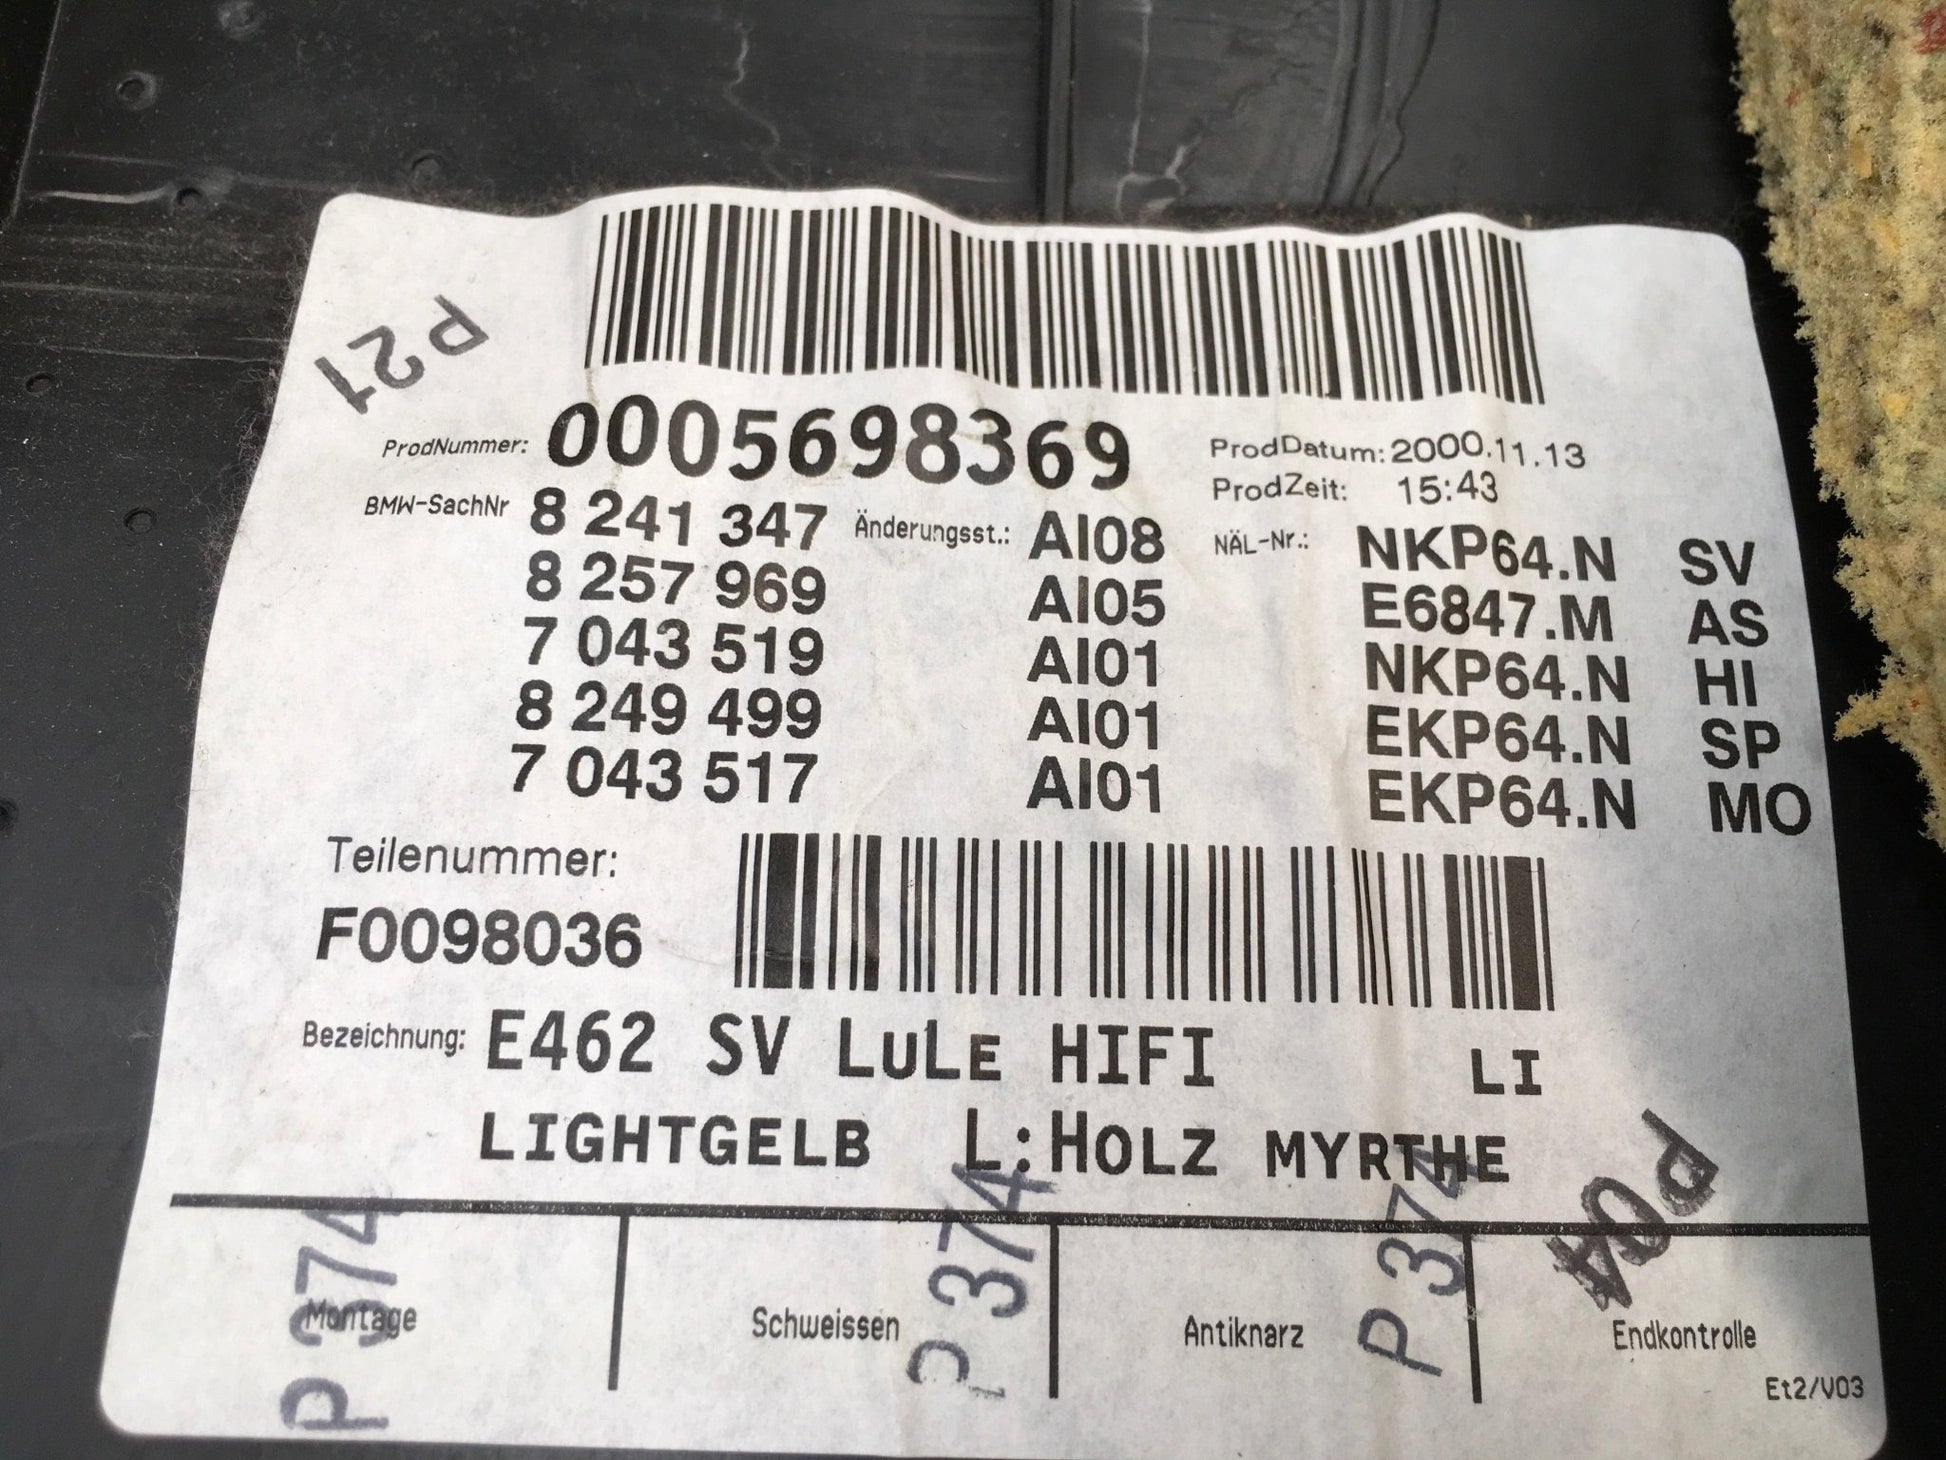 P21
ProdNummer: 0005698369 ProdDatum: 2000.11.13
ProdZeit: 15:43
BMW-SachNr 8 241 347 Änderungsst.: AI08 NÄL-Nr.: NKP64.N SV
8 257 969 AI05 E6847.M AS
7 043 519 AI01 NKP64.N HI
8 249 499 AI01 EKP64.N SP
7 043 517 AI01 EKP64.N MO
Teilenummer:
F0098036
Bezeichnung: E462 SV LULE HIFI LI
LIGHTGELB L:HOLZ MYRTHE
P 374 P 374 P 374 P04
Montage Schweissen Antiknarz Endkontrolle
Et2/V03